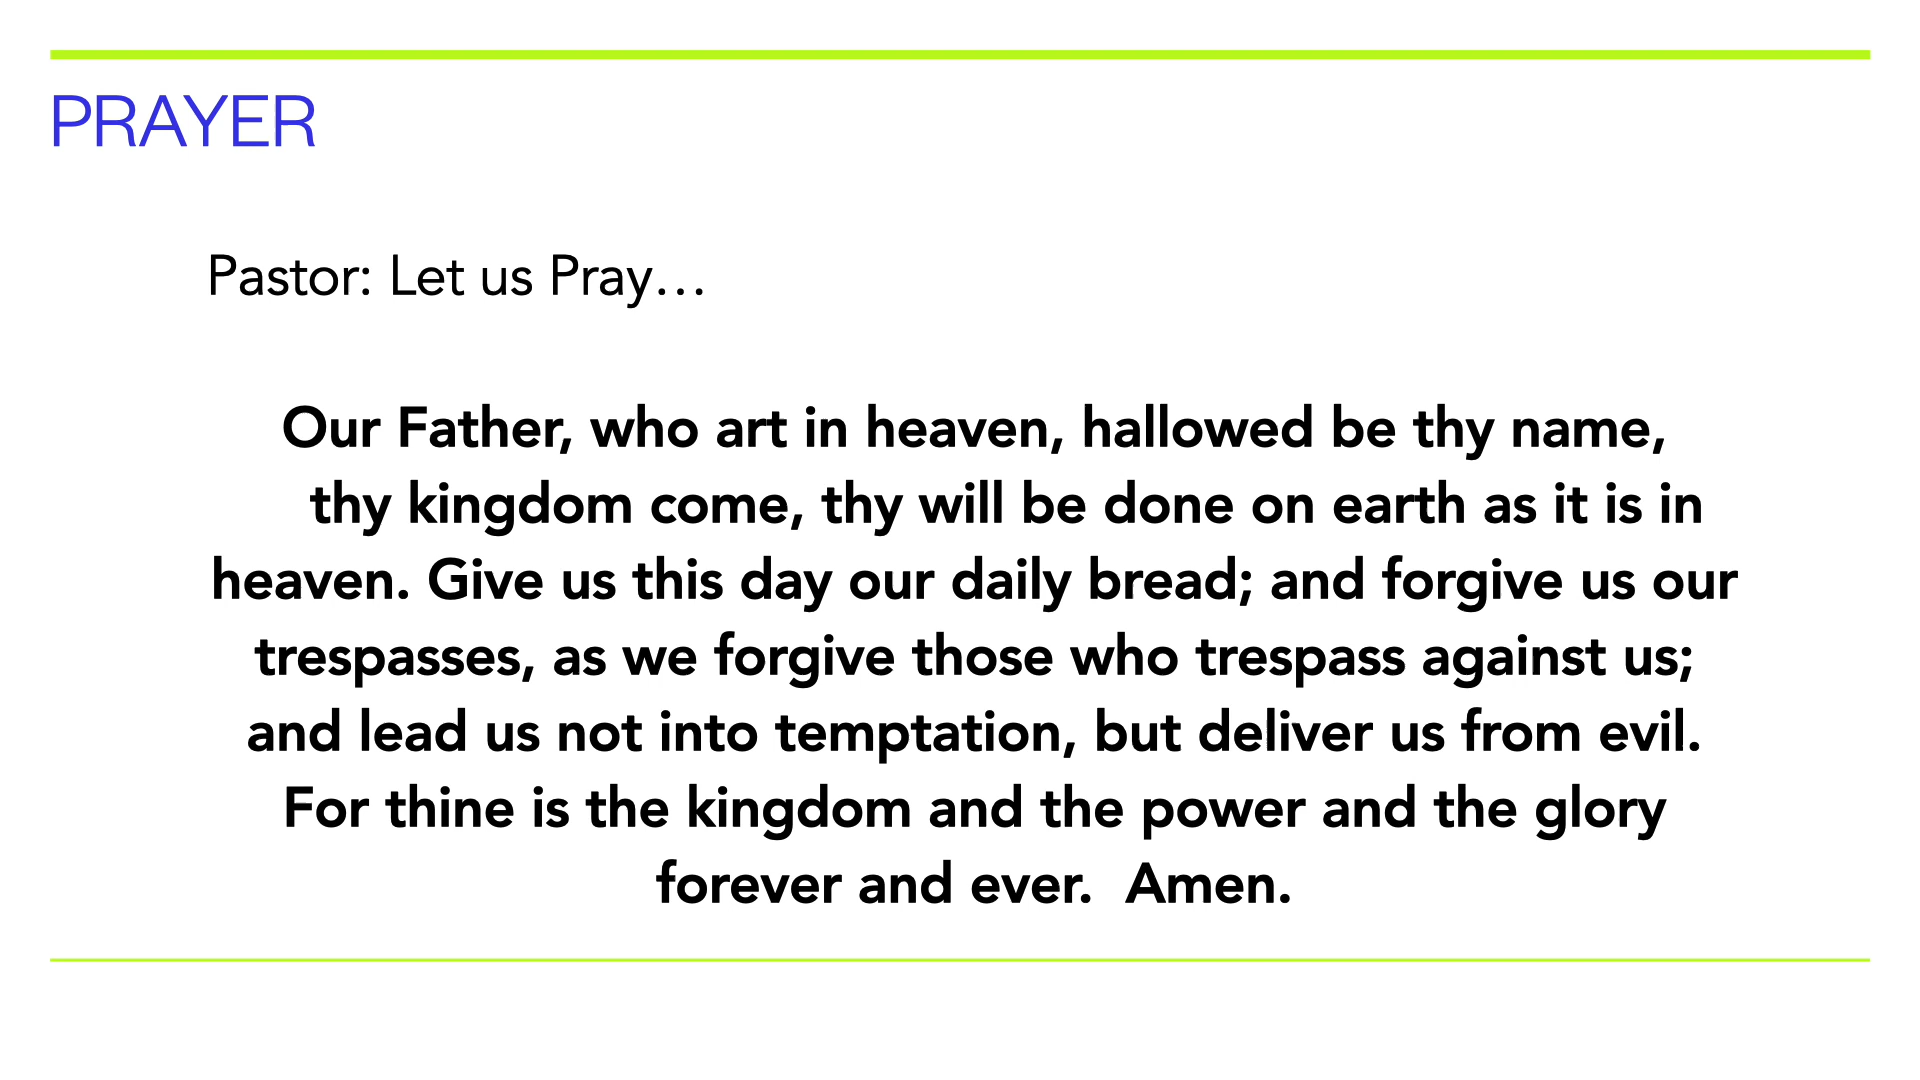 PRAYER
Pastor: Let us Pray…
Our Father, who art in heaven, hallowed be thy name,
thy kingdom come, thy will be done on earth as it is in
heaven. Give us this day our daily bread; and forgive us our
trespasses, as we forgive those who trespass against us;
and lead us not into temptation, but deliver us from evil.
For thine is the kingdom and the power and the glory
forever and ever.  Amen.